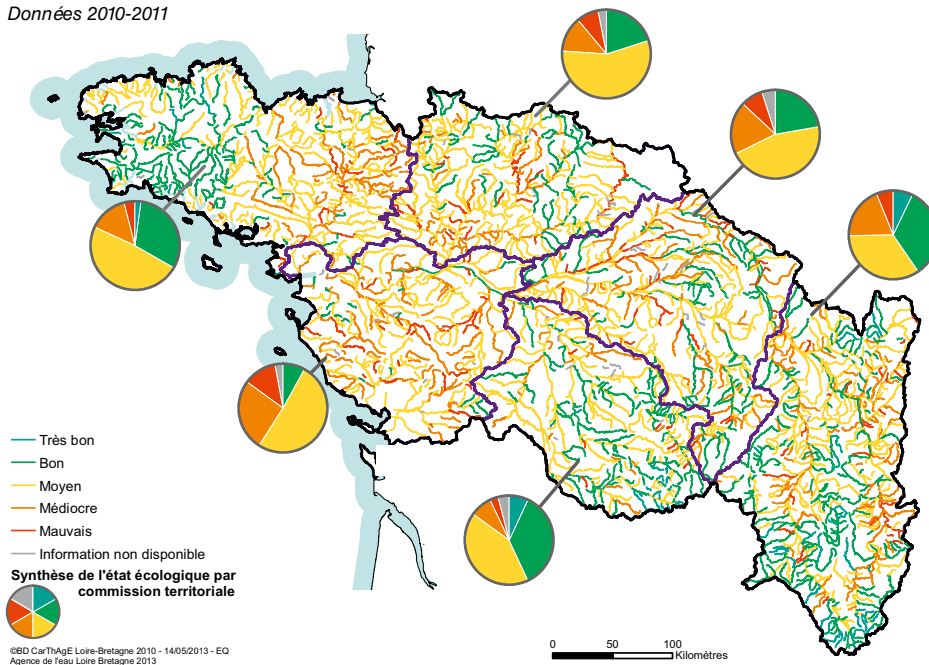 Données 2010-2011
Très bon
Bon
Moyen
Médiocre
Mauvais
Information non disponible
Synthèse de l'état écologique par
commission territoriale
©BD CarThAgE Loire-Bretagne 2010 - 14/05/2013 - EQ
Agence de l'eau Loire Bretagne 2013
0 50 100
Kilomètres